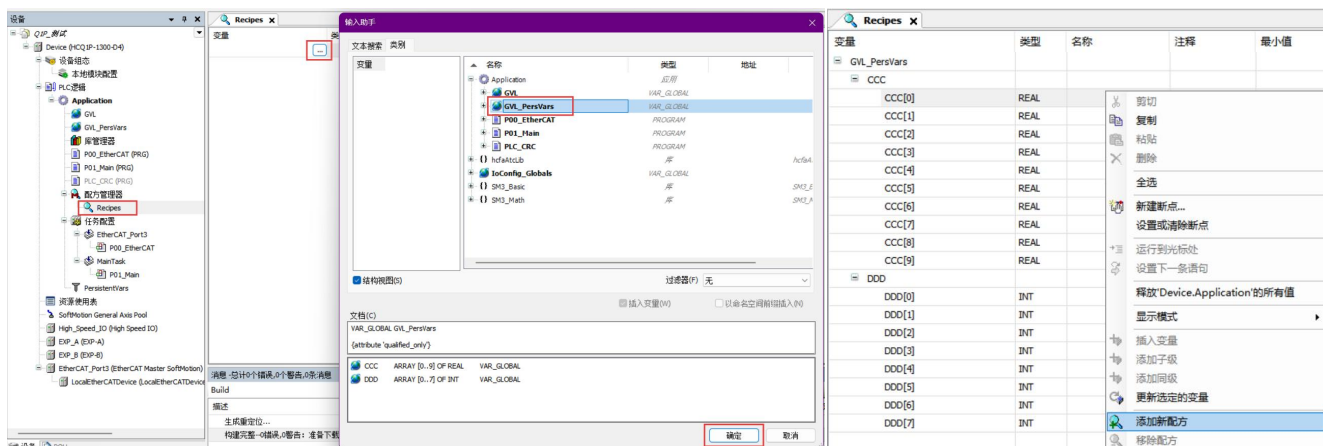 设备
Q1P_测试
Device (HCQ1P-1300-D4)
设备组态
本地模块配置
PLC逻辑
Application
GVL
GVL_PersVars
库管理器
P00_EtherCAT (PRG)
P01_Main (PRG)
PLC_CRC (PRG)
配方管理器
Recipes
任务配置
EtherCAT_Port3
P00_EtherCAT
MainTask
P01_Main
PersistentVars
资源使用表
SoftMotion General Axis Pool
High_Speed_IO (High Speed IO)
EXP_A (EXP-A)
EXP_B (EXP-B)
EtherCAT_Port3 (EtherCAT Master SoftMotion)
LocalEtherCATDevice (LocalEtherCATDevice
Recipes X
变量
...
消息 -总计0个错误,0个警告,0条消息
Build
描述
生成重定位...
构建完整--0错误,0警告: 准备下载
输入助手
文本搜索 类别
变量
名称 类型 地址
Application 应用
GVL VAR_GLOBAL
GVL_PersVars VAR_GLOBAL
P00_EtherCAT PROGRAM
P01_Main PROGRAM
PLC_CRC PROGRAM
hcfaAtcLib 库 hcfaA.
IoConfig_Globals VAR_GLOBAL
SM3_Basic 库
SM3_Math 库
结构视图(S) 过滤器(F) 无
插入变量(W) 以命名空间前缀插入(N)
文档(C)
VAR_GLOBAL GVL_PersVars
{attribute 'qualified_only'}
CCC ARRAY [0..9] OF REAL VAR_GLOBAL
DDD ARRAY [0..7] OF INT VAR_GLOBAL
确定 取消
Recipes X
变量 类型 名称 注释 最小值
GVL_PersVars
CCC
CCC[0] REAL
CCC[1] REAL
CCC[2] REAL
CCC[3] REAL
CCC[4] REAL
CCC[5] REAL
CCC[6] REAL
CCC[7] REAL
CCC[8] REAL
CCC[9] REAL
DDD
DDD[0] INT
DDD[1] INT
DDD[2] INT
DDD[3] INT
DDD[4] INT
DDD[5] INT
DDD[6] INT
DDD[7] INT
剪切
复制
粘贴
删除
全选
新建断点...
设置或清除断点
运行到光标处
设置下一条语句
释放'Device.Application'的所有值
显示模式
插入变量
添加子级
添加同级
更新选定的变量
添加新配方
移除配方